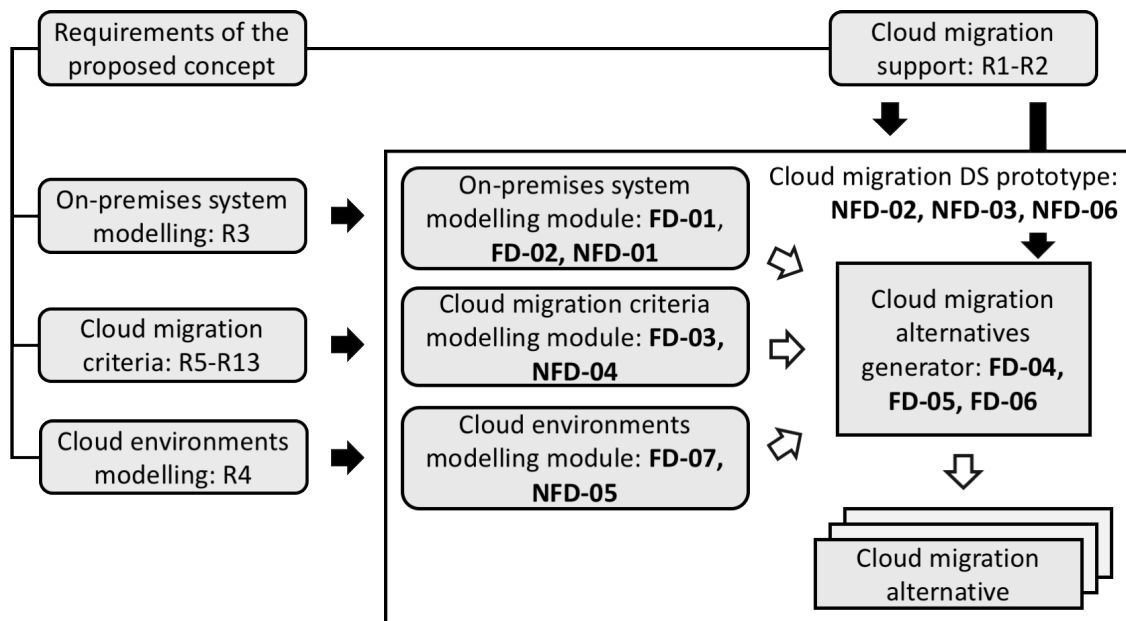 Requirements of the
proposed concept
Cloud migration
support: R1-R2
On-premises system
modelling: R3
On-premises system
modelling module: FD-01,
FD-02, NFD-01
Cloud migration DS prototype:
NFD-02, NFD-03, NFD-06
Cloud migration
criteria: R5-R13
Cloud migration criteria
modelling module: FD-03,
NFD-04
Cloud migration
alternatives
generator: FD-04,
FD-05, FD-06
Cloud environments
modelling: R4
Cloud environments
modelling module: FD-07,
NFD-05
Cloud migration
alternative